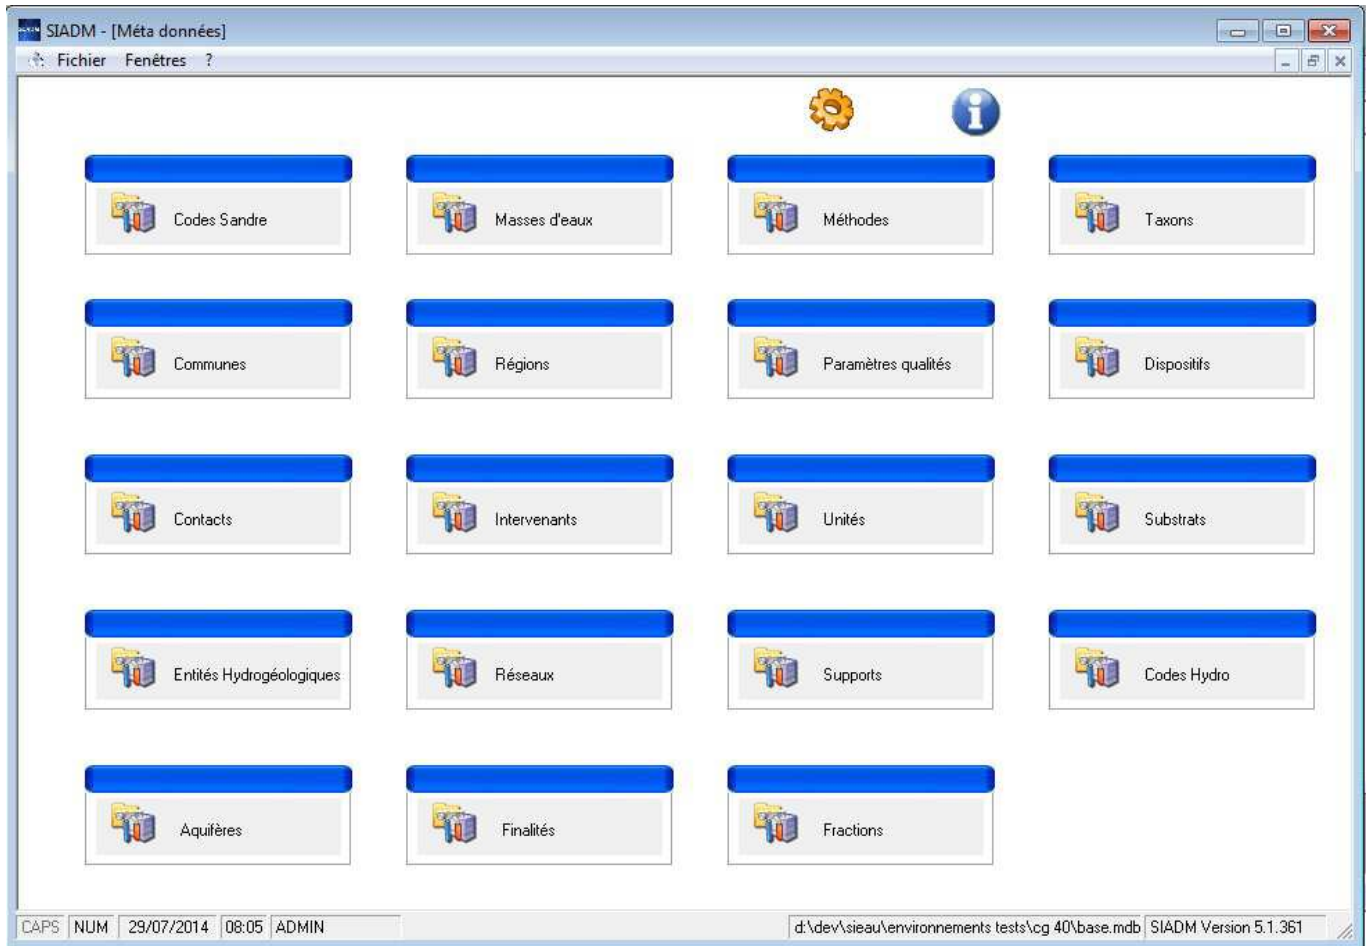 SIADM - [Méta données]
Fichier Fenêtres ?
Codes Sandre Masses d'eaux Méthodes Taxons
Communes Régions Paramètres qualités Dispositifs
Contacts Intervenants Unités Substrats
Entités Hydrogéologiques Réseaux Supports Codes Hydro
Aquifères Finalités Fractions
CAPS NUM 29/07/2014 08:05 ADMIN d:\dev\sieau\environnements tests\cg 40\base.mdb SIADM Version 5.1.361